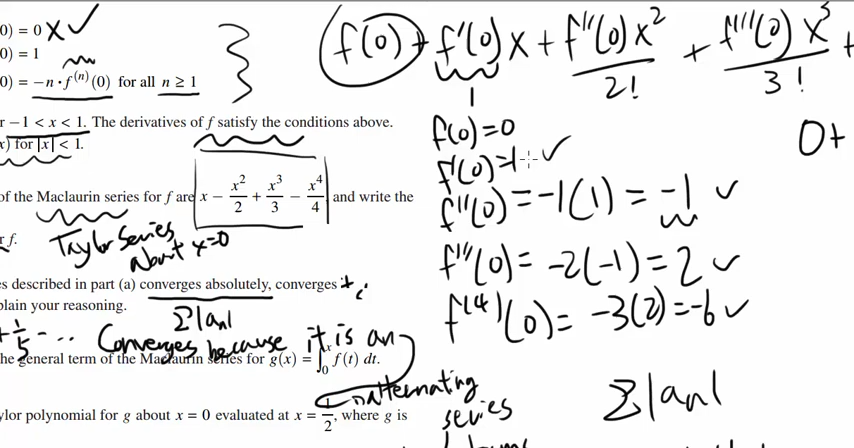 0) = 0 X ✓
0) = 1
0) = −n • f⁽ⁿ⁾(0) for all n ≥ 1
r −1 < x < 1. The derivatives of f satisfy the conditions above.
x) for |x| < 1.
of the Maclaurin series for f are x − x²/2 + x³/3 − x⁴/4 and write the
r f.
Taylor Series
about x=0
es described in part (a) converges absolutely, converges
plain your reasoning.
Σ|aₙ|
+ 1/5 − ... Converges because it is an
alternating
series
he general term of the Maclaurin series for g(x) = ∫₀ˣ f(t) dt.
ylor polynomial for g about x = 0 evaluated at x = 1/2, where g is
f(0) + f'(0)x + f''(0)x²/2! + f'''(0)x³/3! +
1
f(0)=0
f'(0)=1 ✓
f''(0) = -1(1) = -1 ✓
f'''(0) = -2(-1) = 2 ✓
f⁽⁴⁾(0) = -3(2) = -6 ✓
0+
Σ|aₙ|